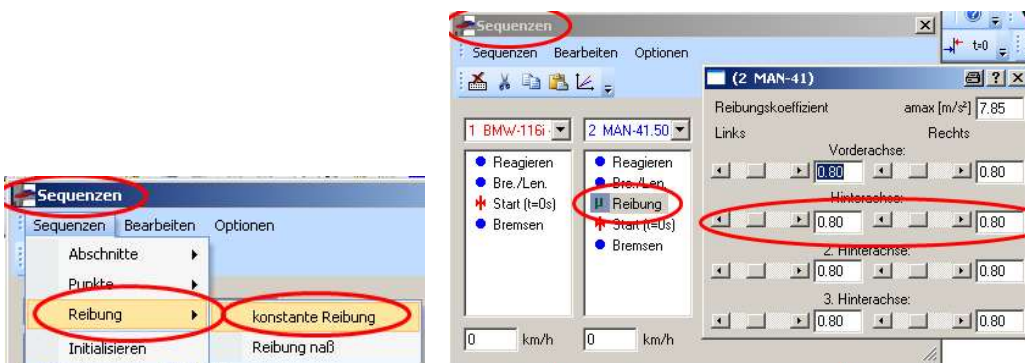 Sequenzen
Sequenzen Bearbeiten Optionen
Abschnitte
Punkte
Reibung
konstante Reibung
Initialisieren
Reibung naß
Sequenzen
Sequenzen Bearbeiten Optionen
t=0
1 BMW-116i
2 MAN-41.50
Reagieren
Bre./Len.
Start (t=0s)
Bremsen
Reagieren
Bre./Len.
µ Reibung
Start (t=0s)
Bremsen
0 km/h
0 km/h
(2 MAN-41)
Reibungskoeffizient amax [m/s²] 7.85
Links Rechts
Vorderachse:
0.80 0.80
Hinterachse:
0.80 0.80
2. Hinterachse:
0.80 0.80
3. Hinterachse:
0.80 0.80